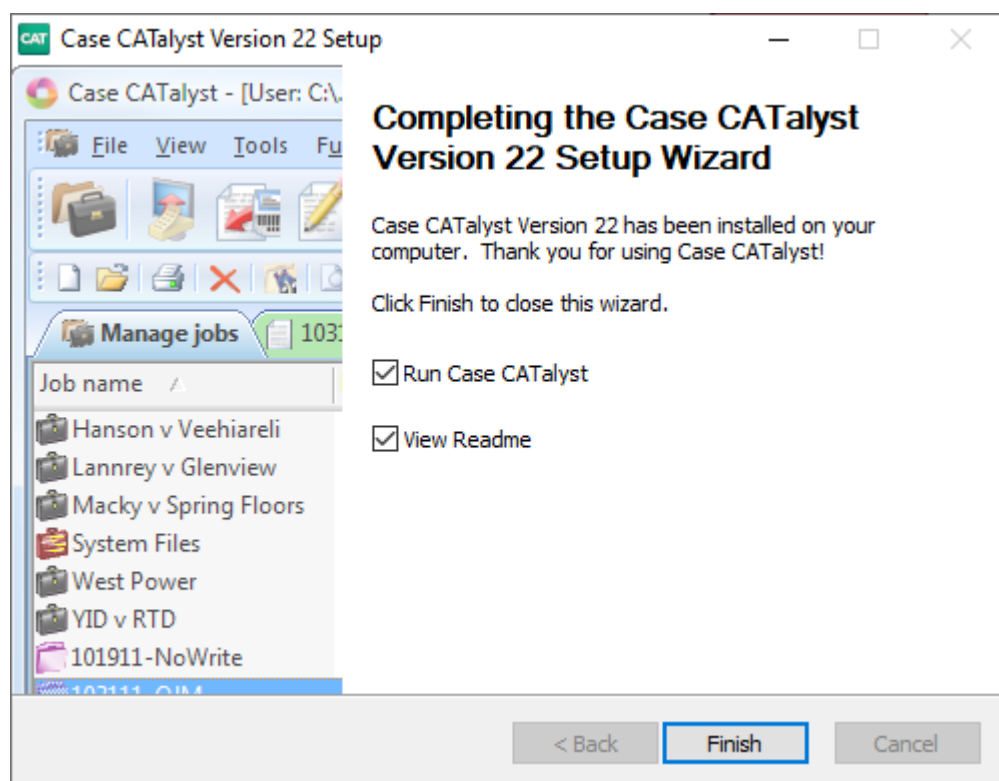 CAT Case CATalyst Version 22 Setup
Case CATalyst - [User: C:\.
File View Tools Fu
Manage jobs 103
Job name
Hanson v Veehiareli
Lannrey v Glenview
Macky v Spring Floors
System Files
West Power
YID v RTD
101911-NoWrite
Completing the Case CATalyst
Version 22 Setup Wizard
Case CATalyst Version 22 has been installed on your
computer. Thank you for using Case CATalyst!
Click Finish to close this wizard.
Run Case CATalyst
View Readme
< Back Finish Cancel